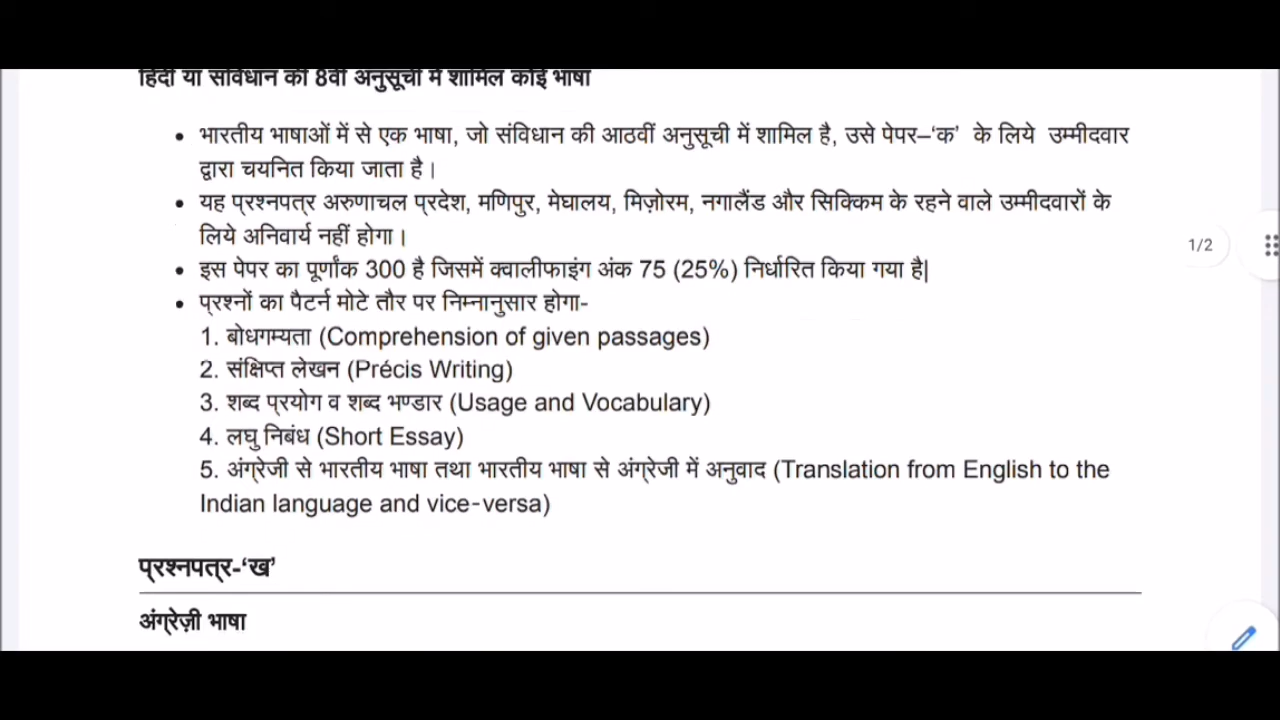 हिंदी या संविधान की 8वीं अनुसूची में शामिल कोई भाषा
• भारतीय भाषाओं में से एक भाषा, जो संविधान की आठवीं अनुसूची में शामिल है, उसे पेपर–‘क’ के लिये उम्मीदवार
द्वारा चयनित किया जाता है।
• यह प्रश्नपत्र अरुणाचल प्रदेश, मणिपुर, मेघालय, मिज़ोरम, नगालैंड और सिक्किम के रहने वाले उम्मीदवारों के
लिये अनिवार्य नहीं होगा।
• इस पेपर का पूर्णांक 300 है जिसमें क्वालीफाइंग अंक 75 (25%) निर्धारित किया गया है|
• प्रश्नों का पैटर्न मोटे तौर पर निम्नानुसार होगा-
1. बोधगम्यता (Comprehension of given passages)
2. संक्षिप्त लेखन (Précis Writing)
3. शब्द प्रयोग व शब्द भण्डार (Usage and Vocabulary)
4. लघु निबंध (Short Essay)
5. अंग्रेजी से भारतीय भाषा तथा भारतीय भाषा से अंग्रेजी में अनुवाद (Translation from English to the
Indian language and vice-versa)
प्रश्नपत्र-‘ख’
अंग्रेज़ी भाषा
1/2